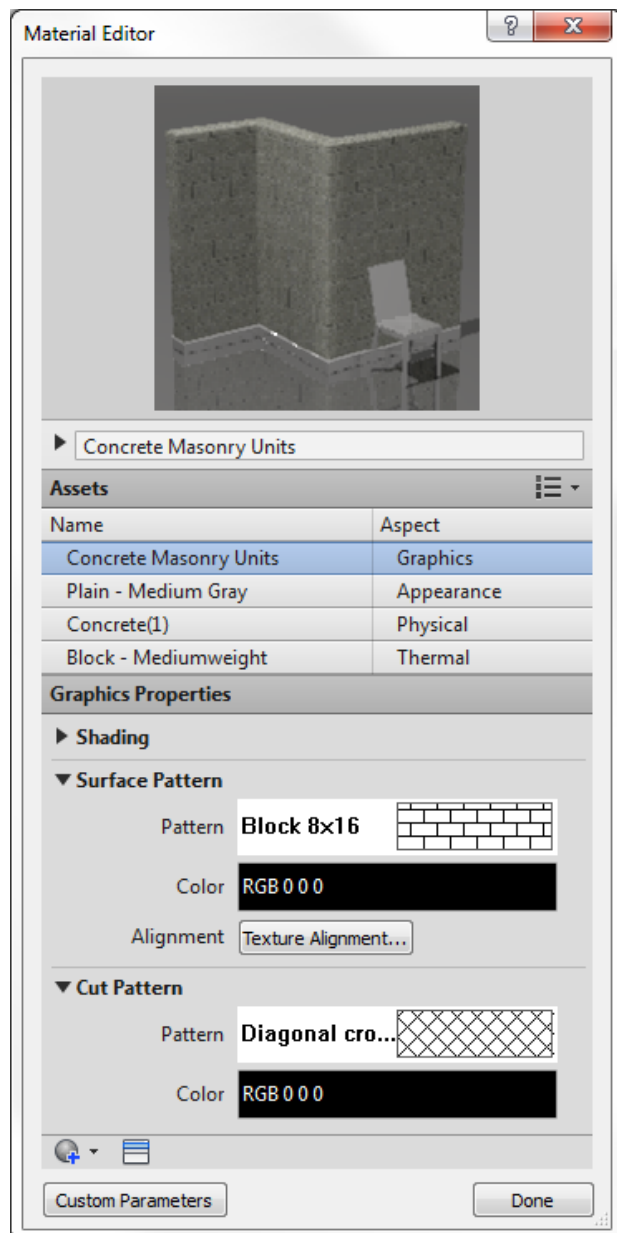 Material Editor
Concrete Masonry Units
Assets
Name Aspect
Concrete Masonry Units Graphics
Plain - Medium Gray Appearance
Concrete(1) Physical
Block - Mediumweight Thermal
Graphics Properties
Shading
Surface Pattern
Pattern Block 8x16
Color RGB 0 0 0
Alignment Texture Alignment...
Cut Pattern
Pattern Diagonal cro...
Color RGB 0 0 0
Custom Parameters Done